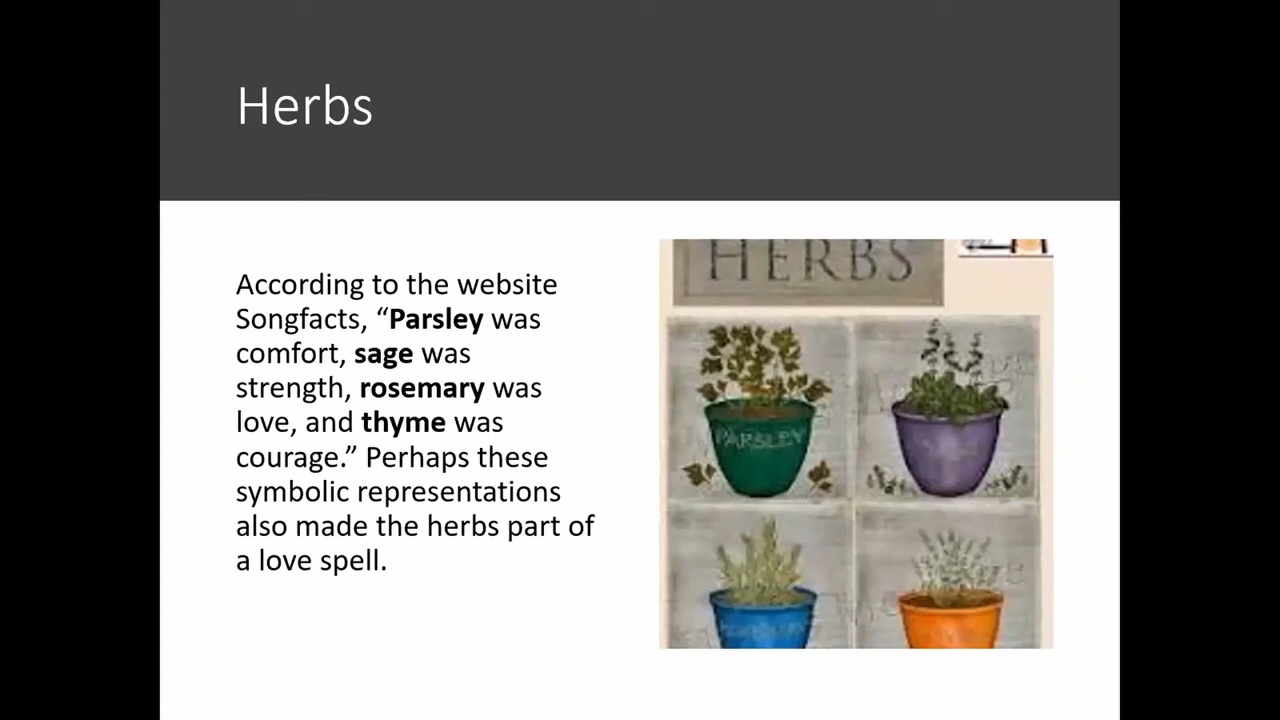 Herbs
According to the website
Songfacts, “Parsley was
comfort, sage was
strength, rosemary was
love, and thyme was
courage.” Perhaps these
symbolic representations
also made the herbs part of
a love spell.
HERBS
PARSLEY